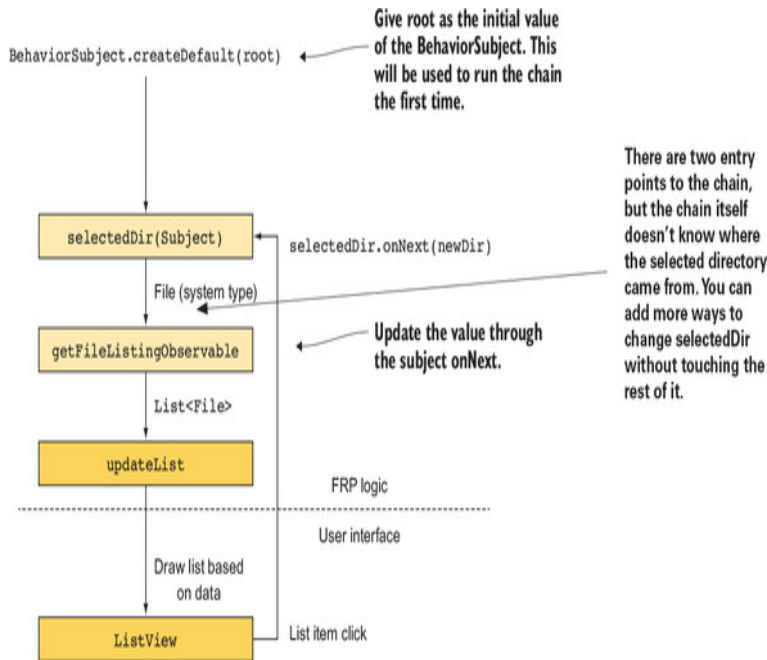 Give root as the initial value
of the BehaviorSubject. This
will be used to run the chain
the first time.
BehaviorSubject.createDefault(root)
There are two entry
points to the chain,
but the chain itself
doesn't know where
the selected directory
came from. You can
add more ways to
change selectedDir
without touching the
rest of it.
selectedDir(Subject)
selectedDir.onNext(newDir)
File (system type)
Update the value through
the subject onNext.
getFileListingObservable
List<File>
updateList
FRP logic
User interface
Draw list based
on data
ListView
List item click